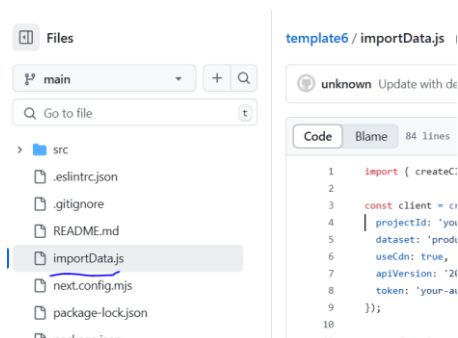 Files
main
Go to file
t
src
.eslintrc.json
.gitignore
README.md
importData.js
next.config.mjs
package-lock.json
template6 / importData.js
unknown Update with de
Code Blame 84 lines
1 import { createCl
2
3 const client = cr
4 projectId: 'you
5 dataset: 'produ
6 useCdn: true,
7 apiVersion: '20
8 token: 'your-au
9 });
10